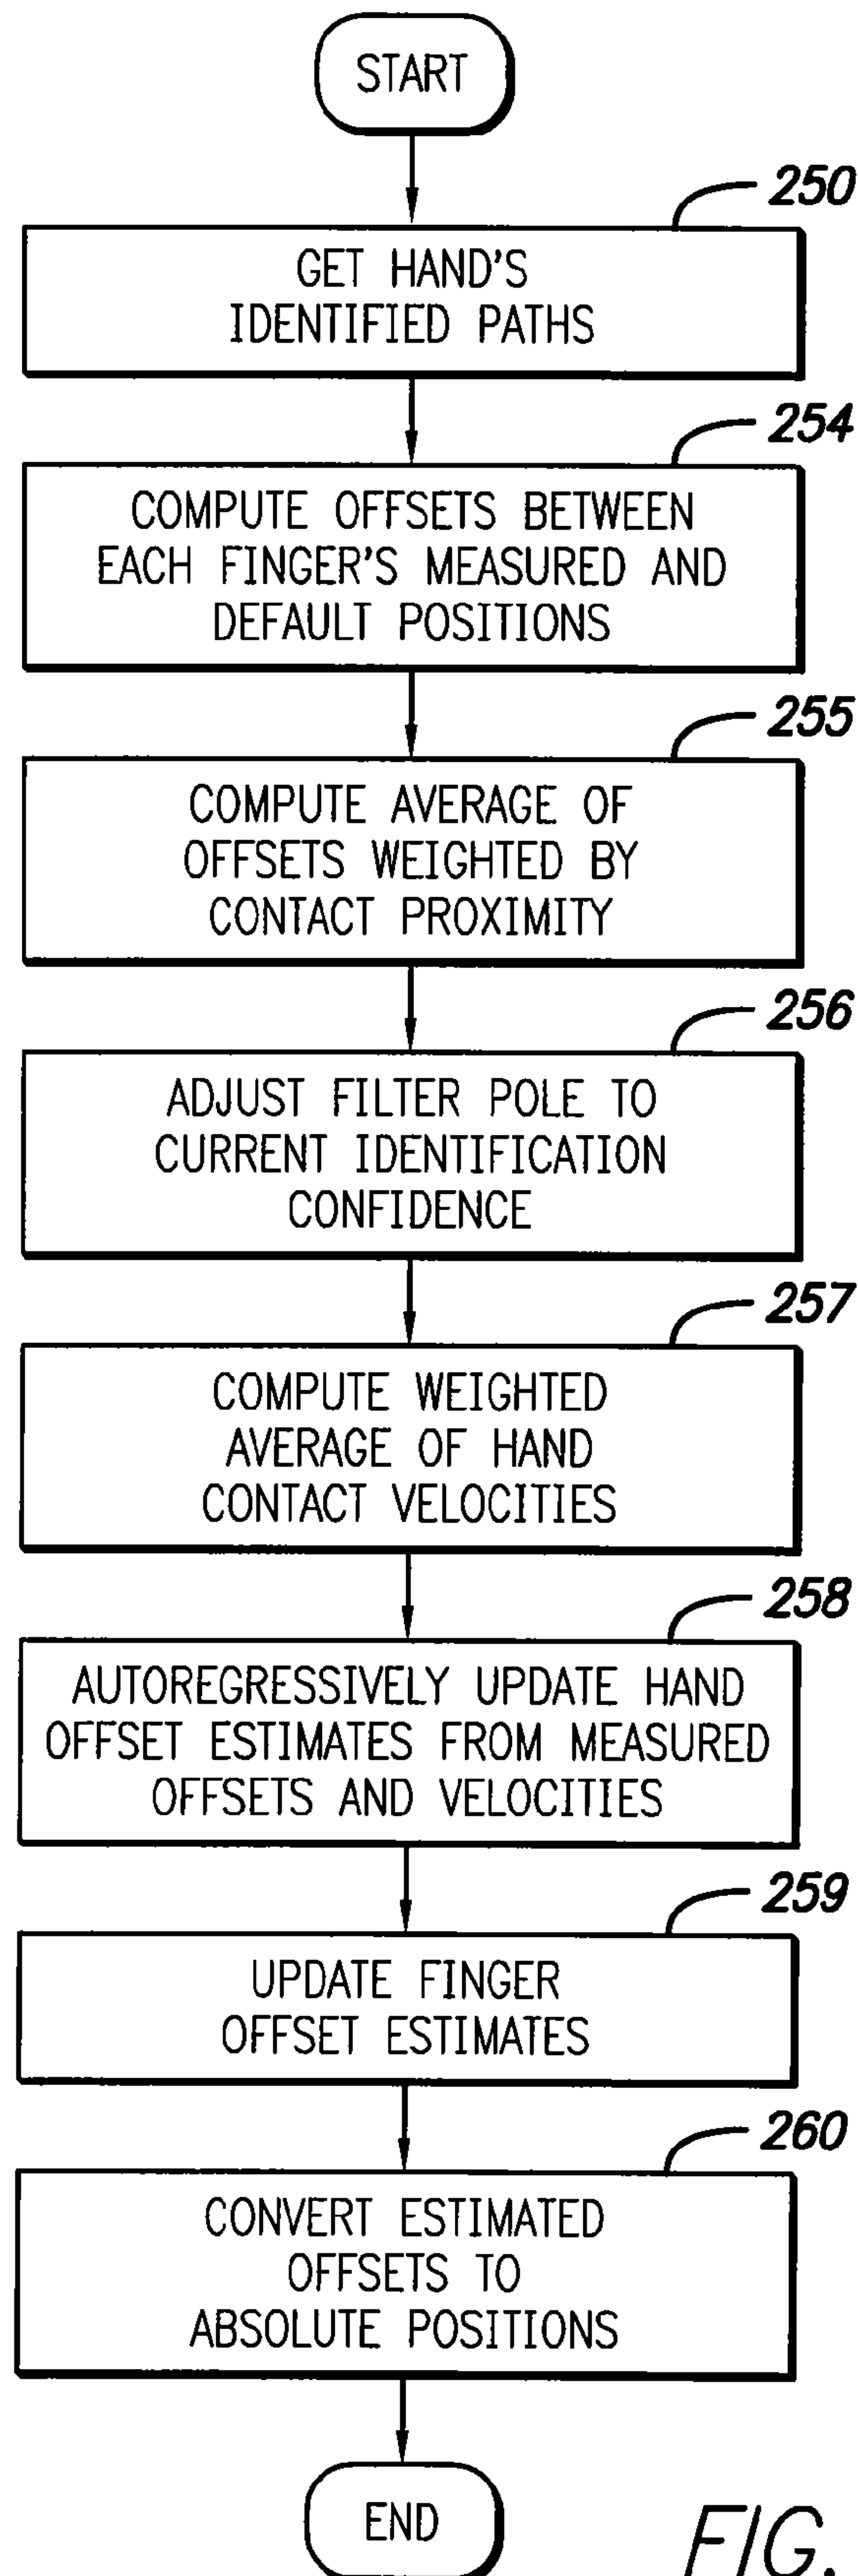 START
250
GET HAND'S
IDENTIFIED PATHS
254
COMPUTE OFFSETS BETWEEN
EACH FINGER'S MEASURED AND
DEFAULT POSITIONS
255
COMPUTE AVERAGE OF
OFFSETS WEIGHTED BY
CONTACT PROXIMITY
256
ADJUST FILTER POLE TO
CURRENT IDENTIFICATION
CONFIDENCE
257
COMPUTE WEIGHTED
AVERAGE OF HAND
CONTACT VELOCITIES
258
AUTOREGRESSIVELY UPDATE HAND
OFFSET ESTIMATES FROM MEASURED
OFFSETS AND VELOCITIES
259
UPDATE FINGER
OFFSET ESTIMATES
260
CONVERT ESTIMATED
OFFSETS TO
ABSOLUTE POSITIONS
END
FIG.